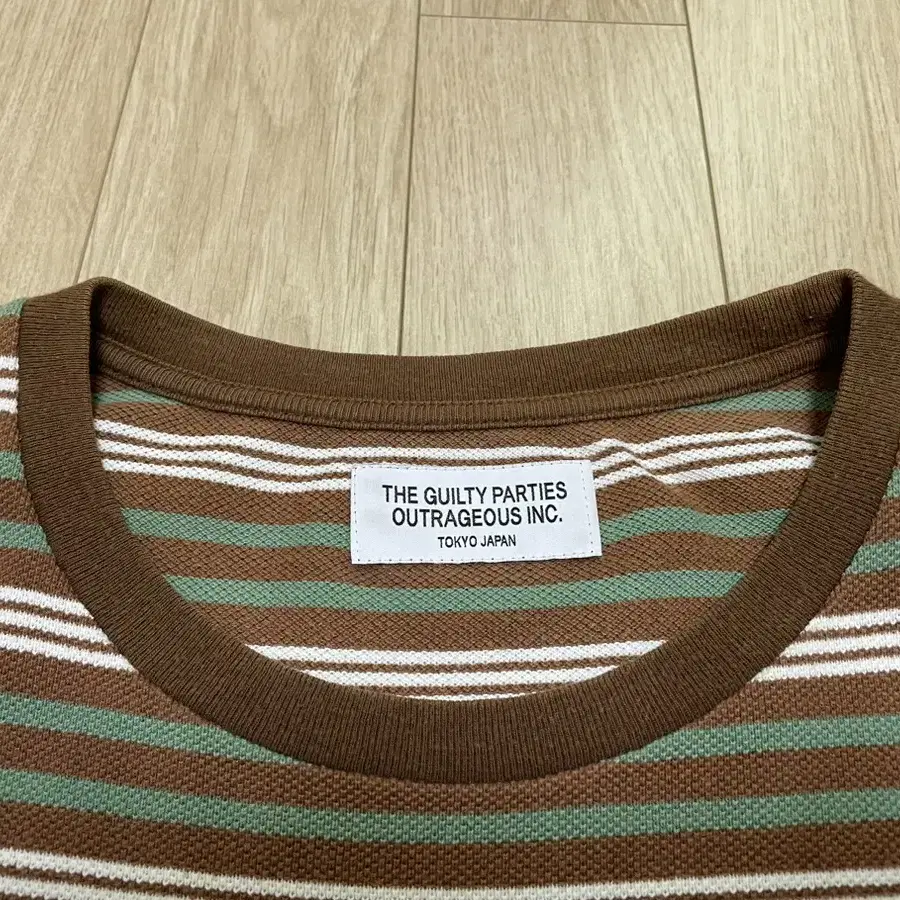 THE GUILTY PARTIES
OUTRAGEOUS INC.
TOKYO JAPAN